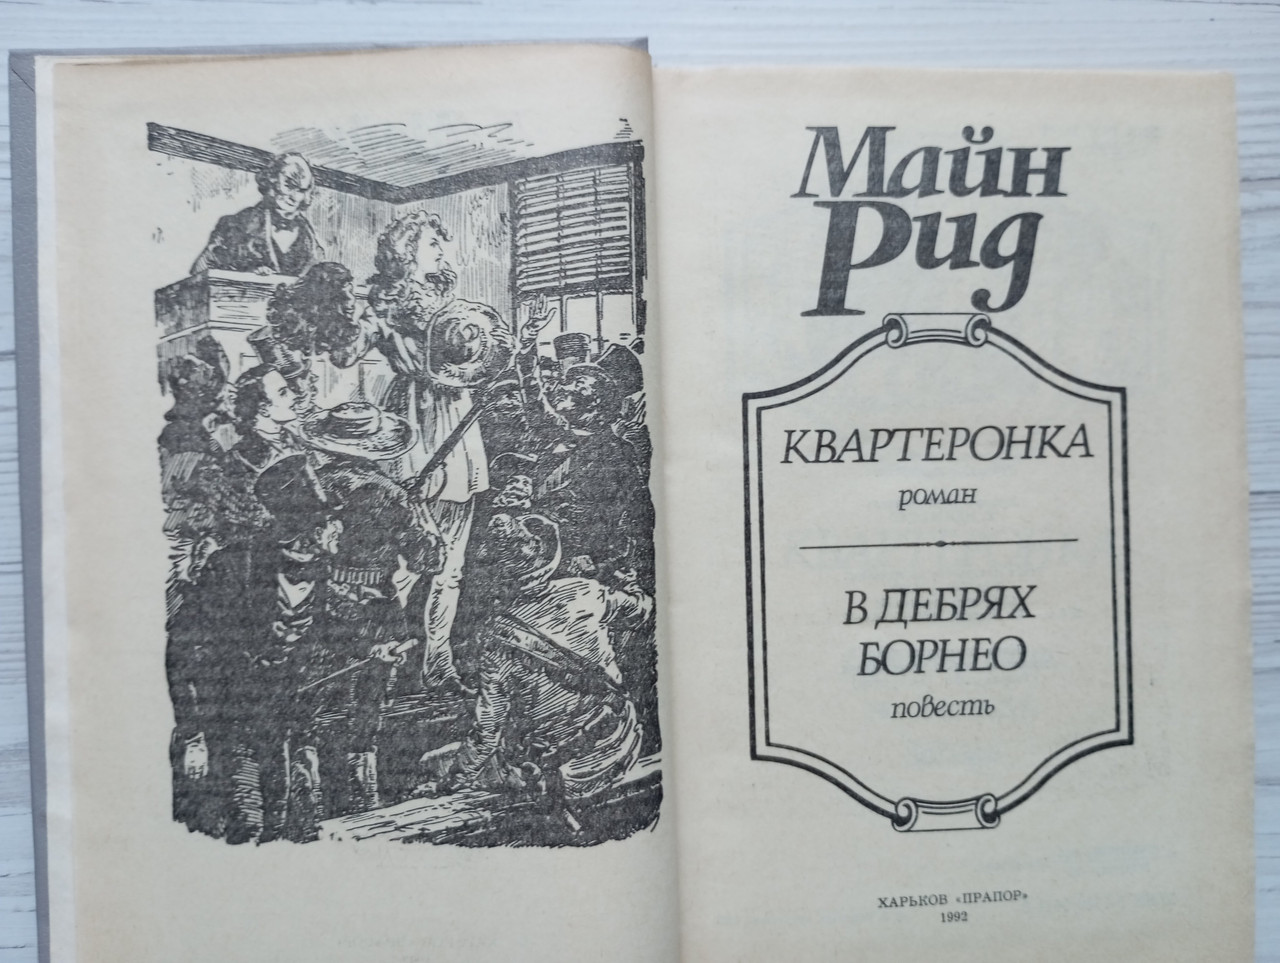 Майн
Рид
КВАРТЕРОНКА
роман
В ДЕБРЯХ
БОРНЕО
повесть
ХАРЬКОВ «ПРАПОР»
1992